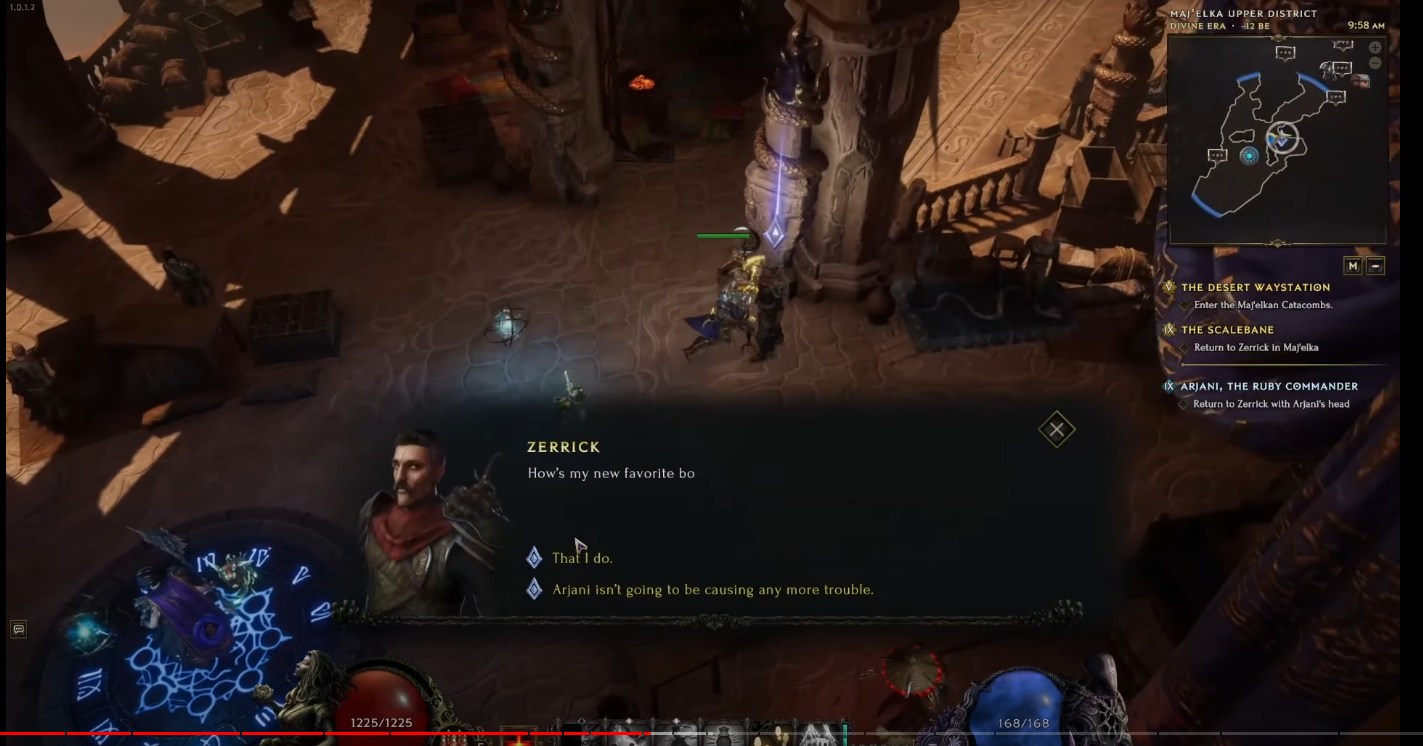 1.0.1.2
MAJ'ELKA UPPER DISTRICT
DIVINE ERA · -12 BE
9:58 AM
M
V THE DESERT WAYSTATION
Enter the Maj'elkan Catacombs.
IX THE SCALEBANE
Return to Zerrick in Maj'elka
IX ARJANI, THE RUBY COMMANDER
Return to Zerrick with Arjani's head
ZERRICK
How's my new favorite bo
That I do.
Arjani isn't going to be causing any more trouble.
1225/1225
168/168